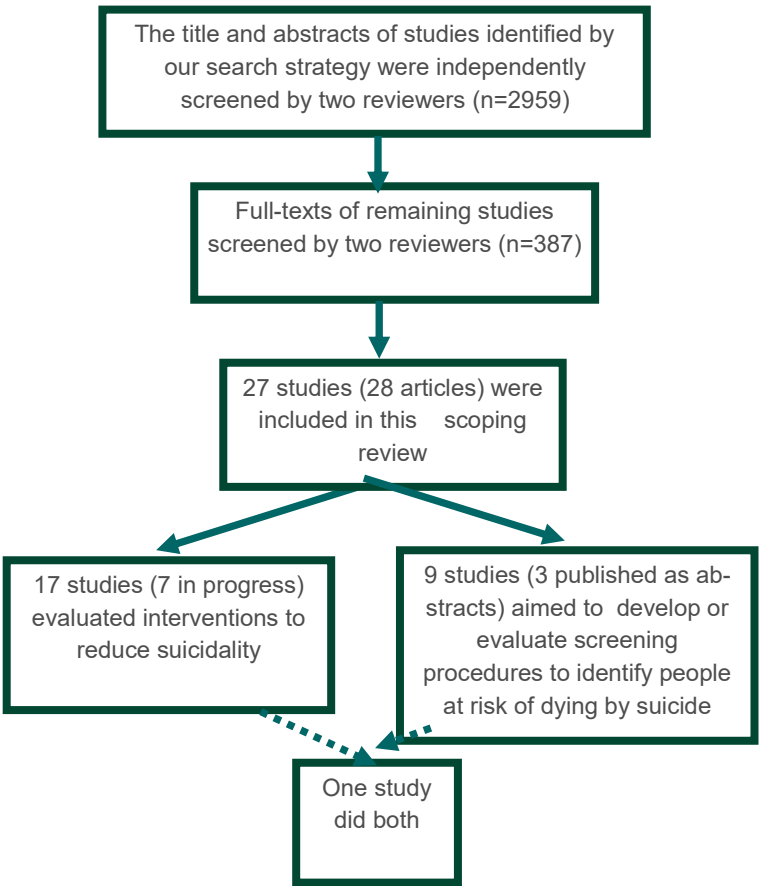 The title and abstracts of studies identified by
our search strategy were independently
screened by two reviewers (n=2959)
Full-texts of remaining studies
screened by two reviewers (n=387)
27 studies (28 articles) were
included in this scoping
review
17 studies (7 in progress)
evaluated interventions to
reduce suicidality
9 studies (3 published as ab-
stracts) aimed to develop or
evaluate screening
procedures to identify people
at risk of dying by suicide
One study
did both